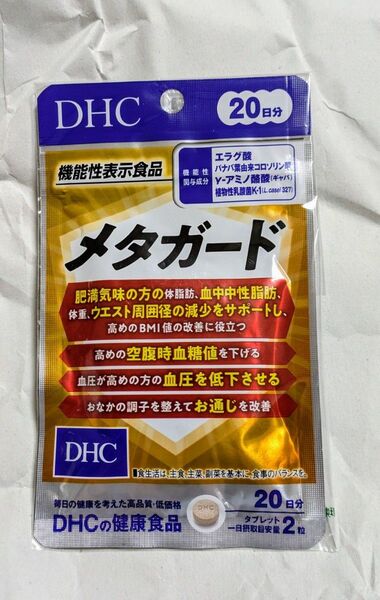 DHC
20日分
機能性表示食品
機能性
関与成分
エラグ酸
バナバ葉由来コロソリン酸
γ-アミノ酪酸(ギャバ)
植物性乳酸菌K-1(L.casei 327)
メタガード
肥満気味の方の体脂肪、血中中性脂肪、
体重、ウエスト周囲径の減少をサポートし、
高めのBMI値の改善に役立つ
高めの空腹時血糖値を下げる
血圧が高めの方の血圧を低下させる
おなかの調子を整えてお通じを改善
DHC
■食生活は、主食、主菜、副菜を基本に、食事のバランスを。
毎日の健康を考えた高品質・低価格
DHCの健康食品
DHC
20日分
タブレット
一日摂取目安量2粒